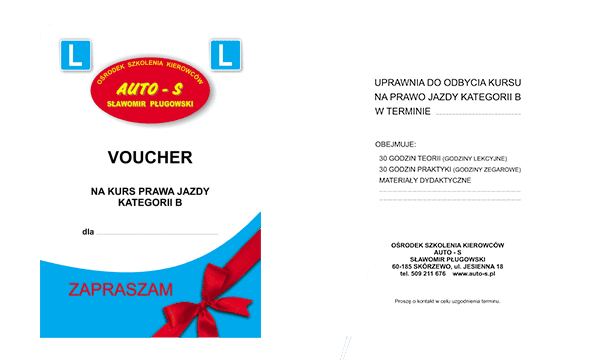 L
L
OŚRODEK SZKOLENIA KIEROWCÓW
AUTO - S
SŁAWOMIR PŁUGOWSKI
VOUCHER
NA KURS PRAWA JAZDY
KATEGORII B
dla
ZAPRASZAM
UPRAWNIA DO ODBYCIA KURSU
NA PRAWO JAZDY KATEGORII B
W TERMINIE
OBEJMUJE:
30 GODZIN TEORII (GODZINY LEKCYJNE)
30 GODZIN PRAKTYKI (GODZINY ZEGAROWE)
MATERIAŁY DYDAKTYCZNE
OŚRODEK SZKOLENIA KIEROWCÓW
AUTO - S
SŁAWOMIR PŁUGOWSKI
60-185 SKÓRZEWO, ul. JESIENNA 18
tel. 509 211 676 www.auto-s.pl
Proszę o kontakt w celu uzgodnienia terminu.